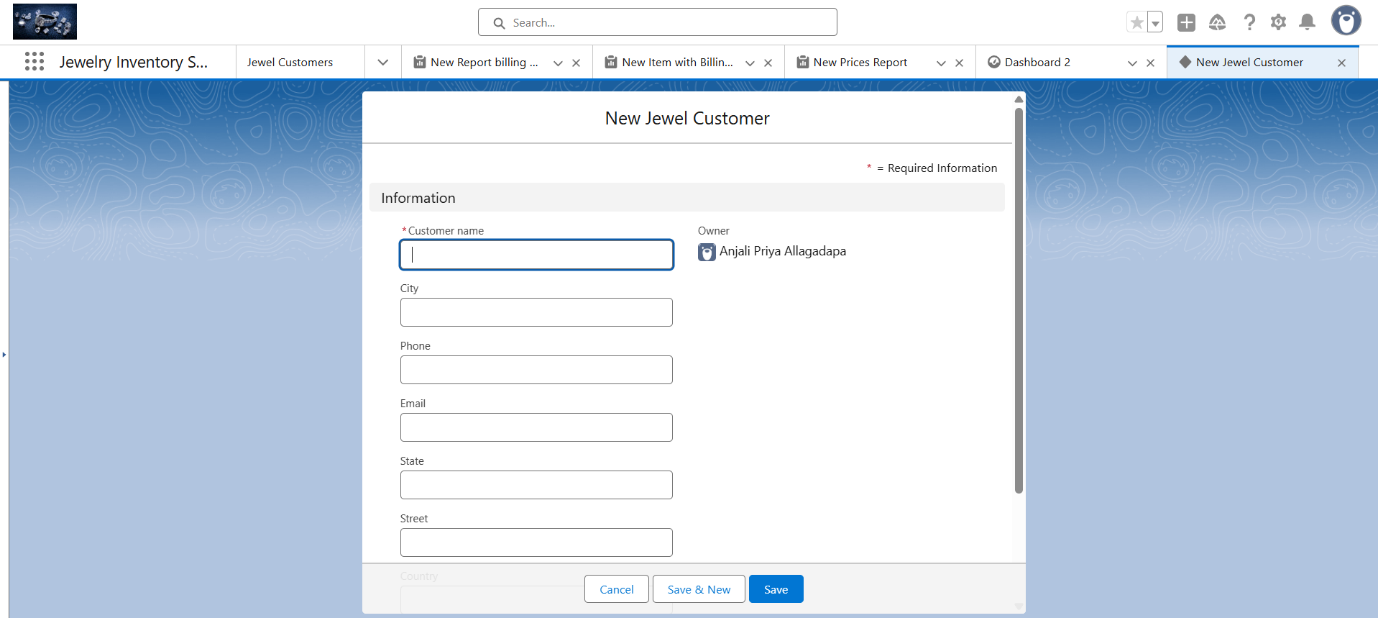 Search...
Jewelry Inventory S...
Jewel Customers
New Report billing ...
New Item with Billin...
New Prices Report
Dashboard 2
New Jewel Customer
New Jewel Customer
* = Required Information
Information
*Customer name
Owner
Anjali Priya Allagadapa
City
Phone
Email
State
Street
Country
Cancel
Save & New
Save